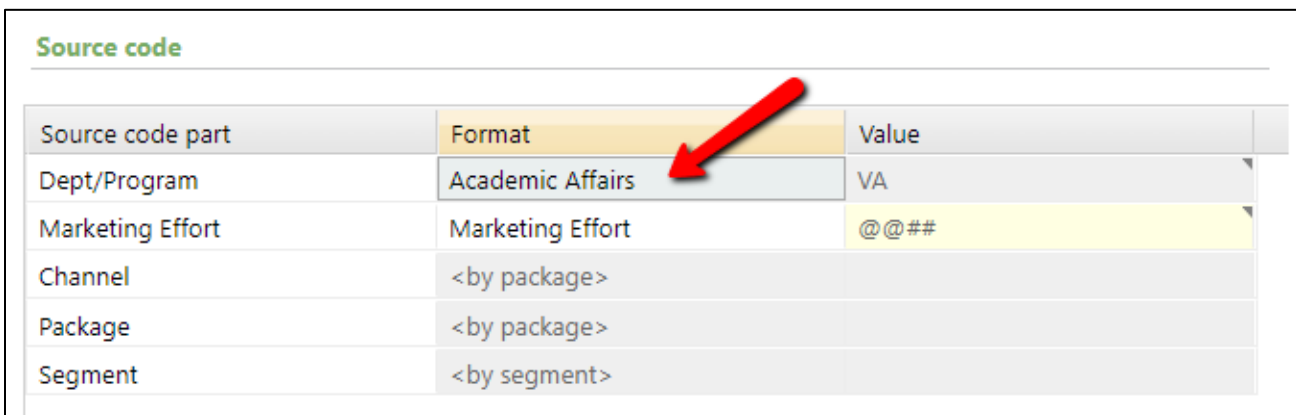 Source code
Source code part Format Value
Dept/Program Academic Affairs VA
Marketing Effort Marketing Effort @@##
Channel <by package>
Package <by package>
Segment <by segment>